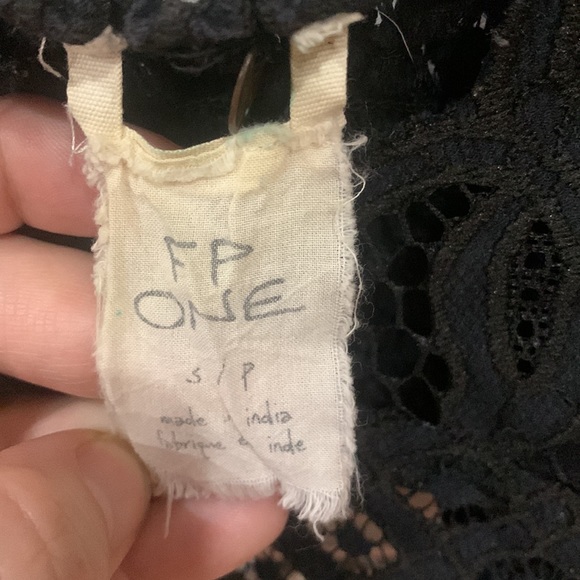 FP
ONE
S / P
made india
fabrique inde